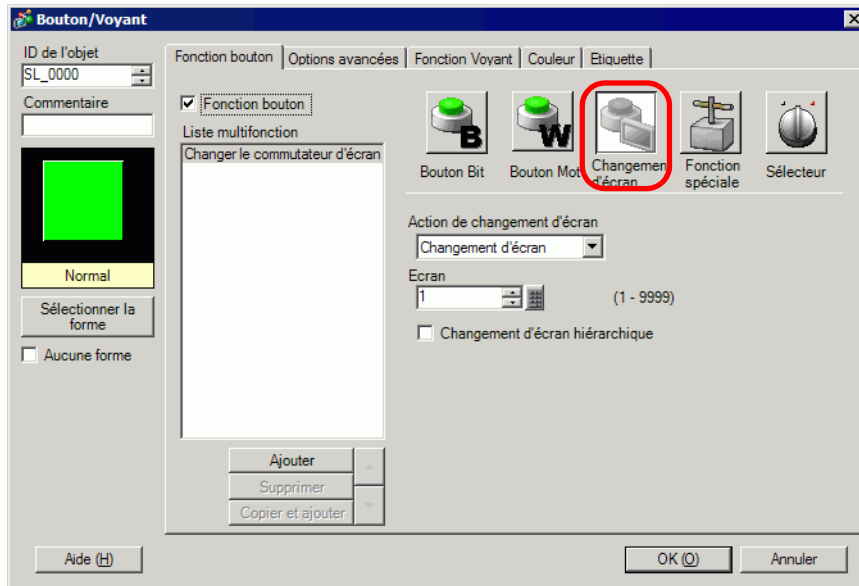 Bouton/Voyant
ID de l'objet
SL_0000
Commentaire
Normal
Sélectionner la
forme
Aucune forme
Fonction bouton
Options avancées
Fonction Voyant
Couleur
Etiquette
Fonction bouton
Liste multifonction
Changer le commutateur d'écran
Ajouter
Supprimer
Copier et ajouter
B
Bouton Bit
W
Bouton Mot
Changemen
d'écran
Fonction
spéciale
Sélecteur
Action de changement d'écran
Changement d'écran
Ecran
1
(1 - 9999)
Changement d'écran hiérarchique
Aide (H)
OK (O)
Annuler